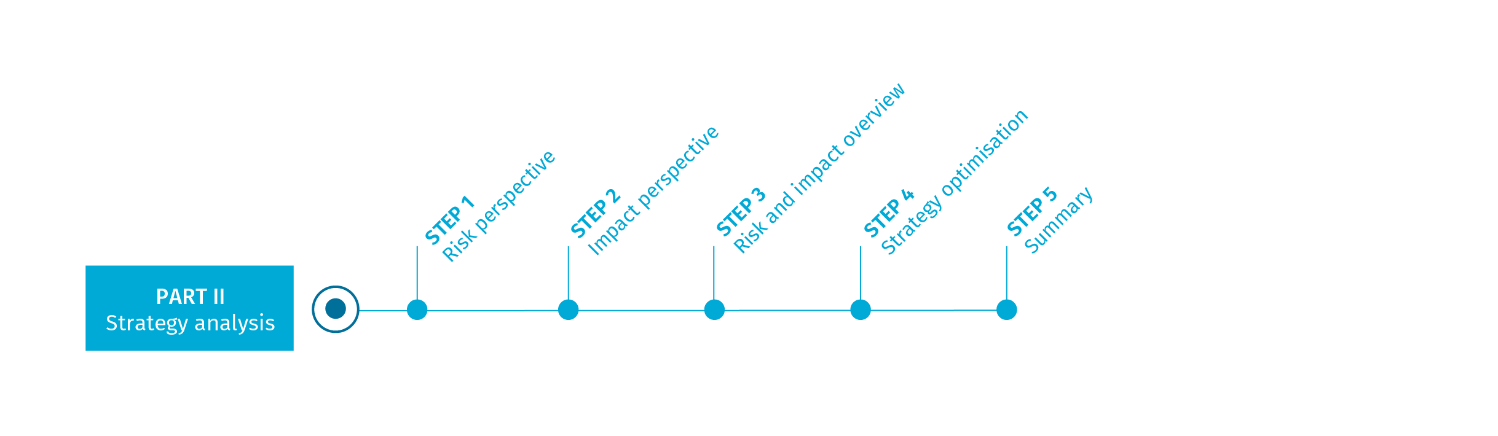 PART II
Strategy analysis
STEP 1
Risk perspective
STEP 2
Impact perspective
STEP 3
Risk and impact overview
STEP 4
Strategy optimisation
STEP 5
Summary